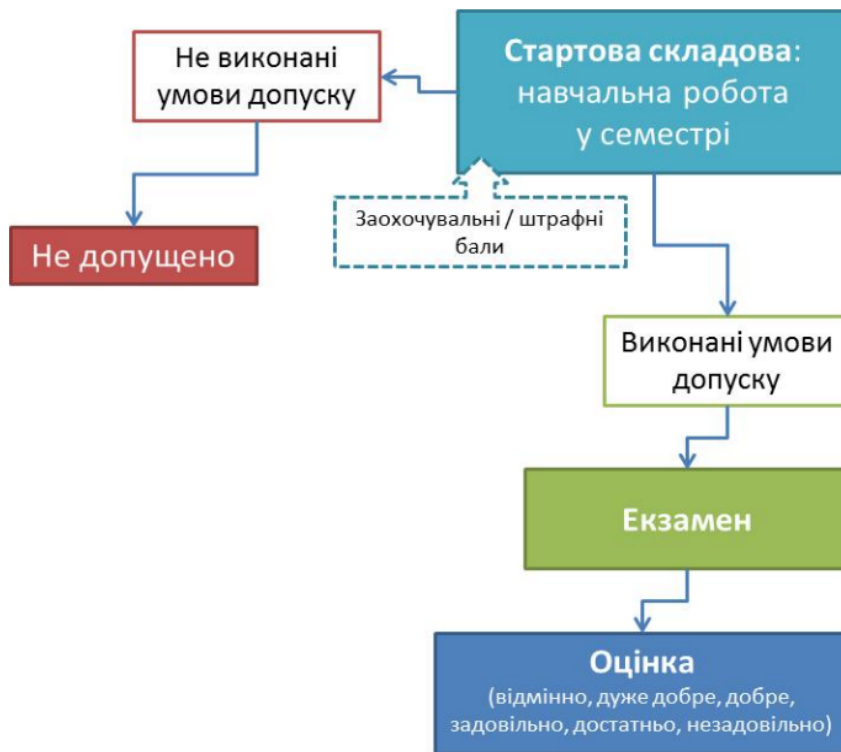 Не виконані
умови допуску
Стартова складова:
навчальна робота
у семестрі
Заохочувальні / штрафні
бали
Не допущено
Виконані умови
допуску
Екзамен
Оцінка
(відмінно, дуже добре, добре,
задовільно, достатньо, незадовільно)